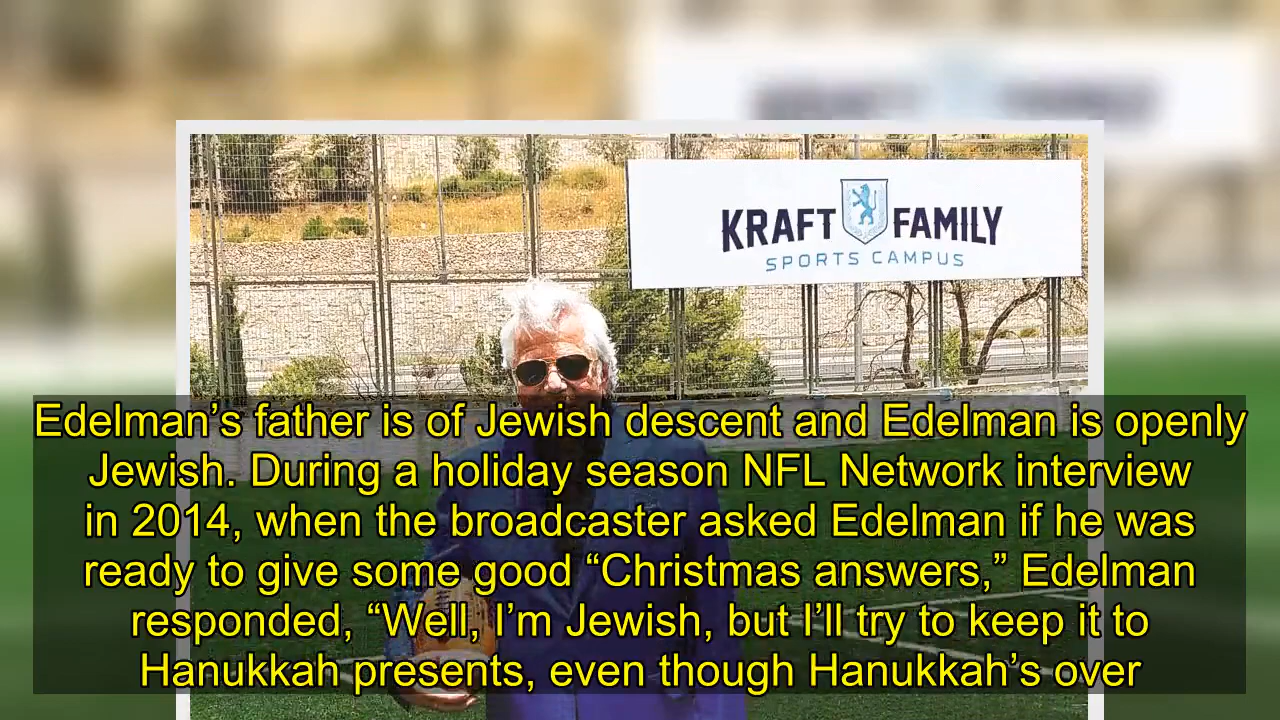 KRAFT FAMILY
SPORTS CAMPUS
Edelman’s father is of Jewish descent and Edelman is openly
Jewish. During a holiday season NFL Network interview
in 2014, when the broadcaster asked Edelman if he was
ready to give some good “Christmas answers,” Edelman
responded, “Well, I’m Jewish, but I’ll try to keep it to
Hanukkah presents, even though Hanukkah’s over